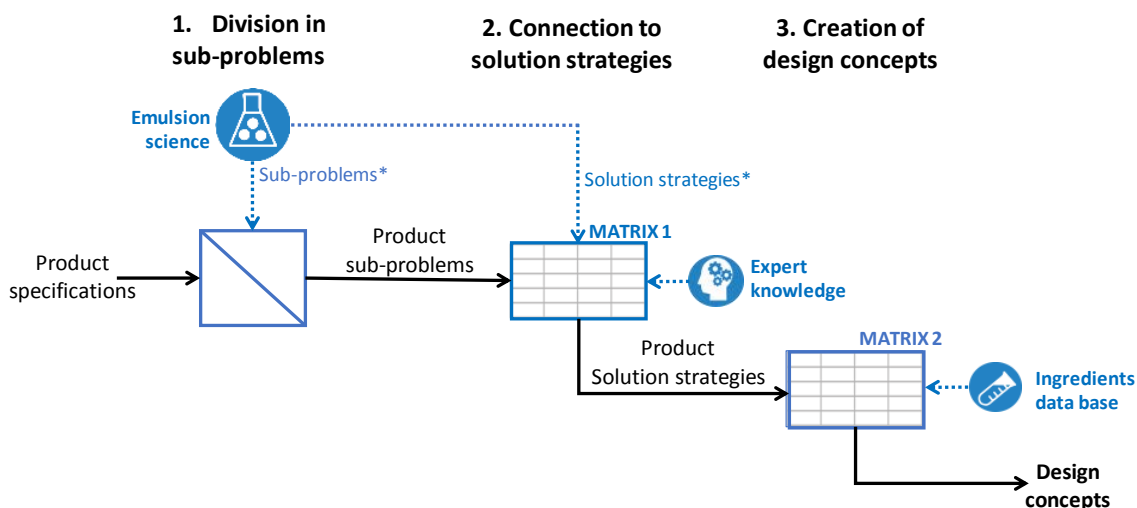 1. Division in
sub-problems
2. Connection to
solution strategies
3. Creation of
design concepts
Emulsion
science
Sub-problems*
Solution strategies*
MATRIX 1
Product
specifications
Product
sub-problems
Expert
knowledge
Product
Solution strategies
MATRIX 2
Ingredients
data base
Design
concepts